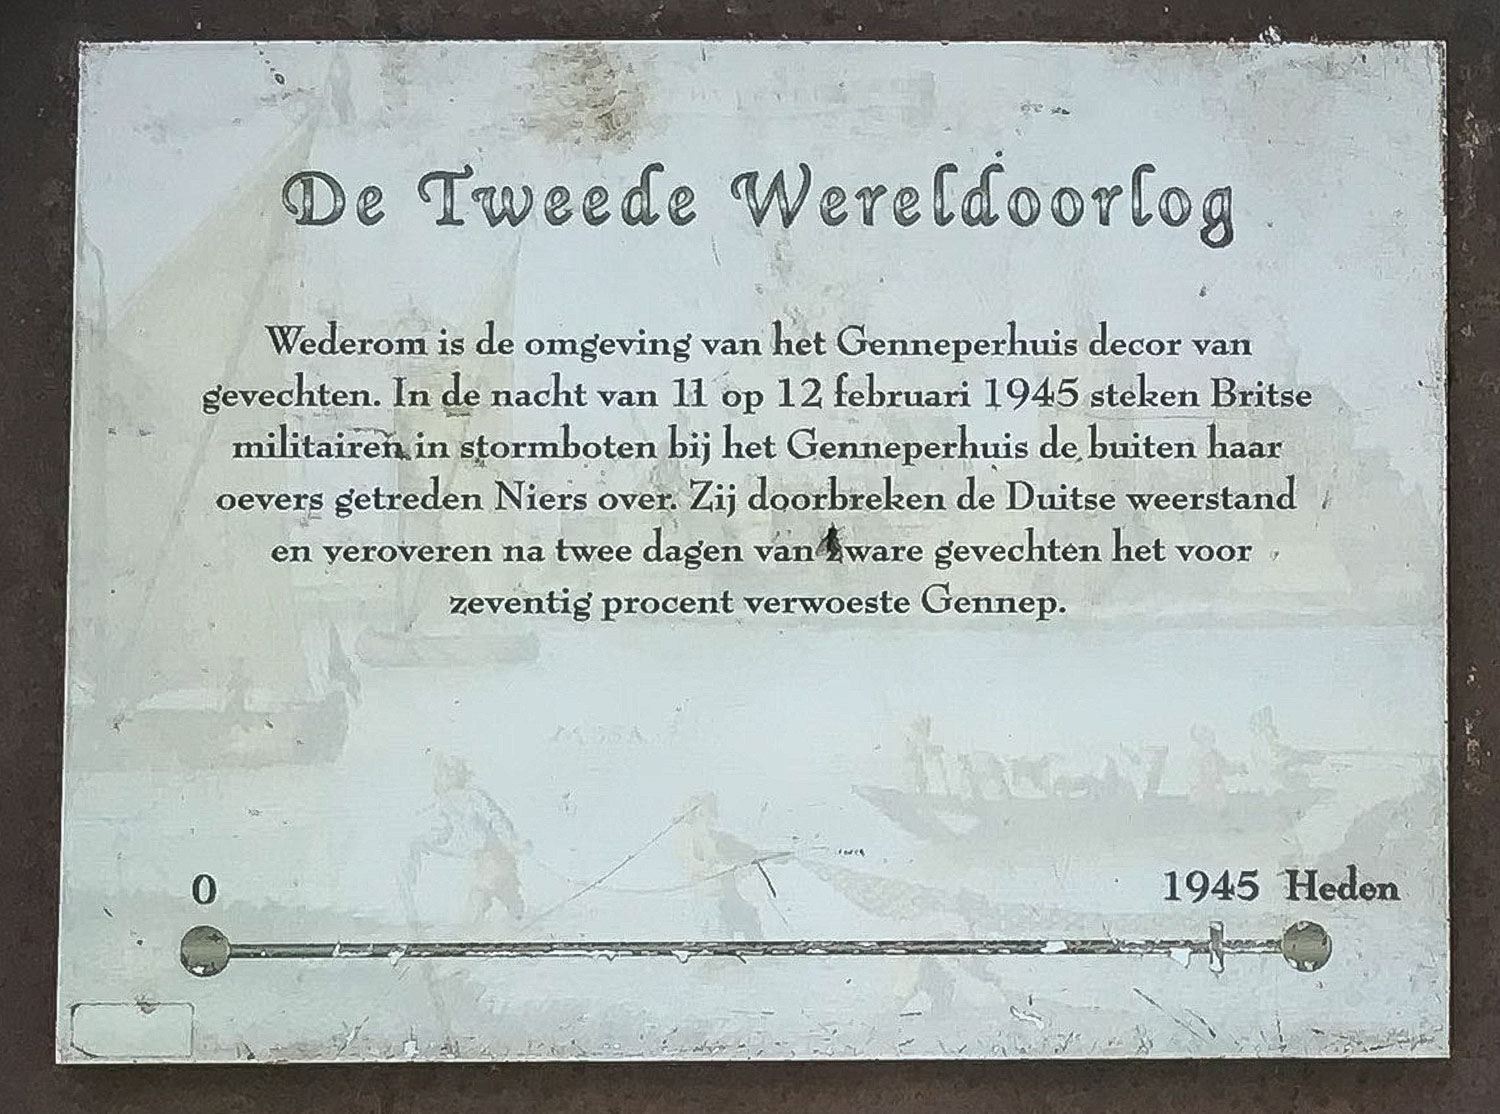 De Tweede Wereldoorlog
Wederom is de omgeving van het Genneperhuis decor van
gevechten. In de nacht van 11 op 12 februari 1945 steken Britse
militairen in stormboten bij het Genneperhuis de buiten haar
oevers getreden Niers over. Zij doorbreken de Duitse weerstand
en veroveren na twee dagen van zware gevechten het voor
zeventig procent verwoeste Gennep.
0
1945 Heden